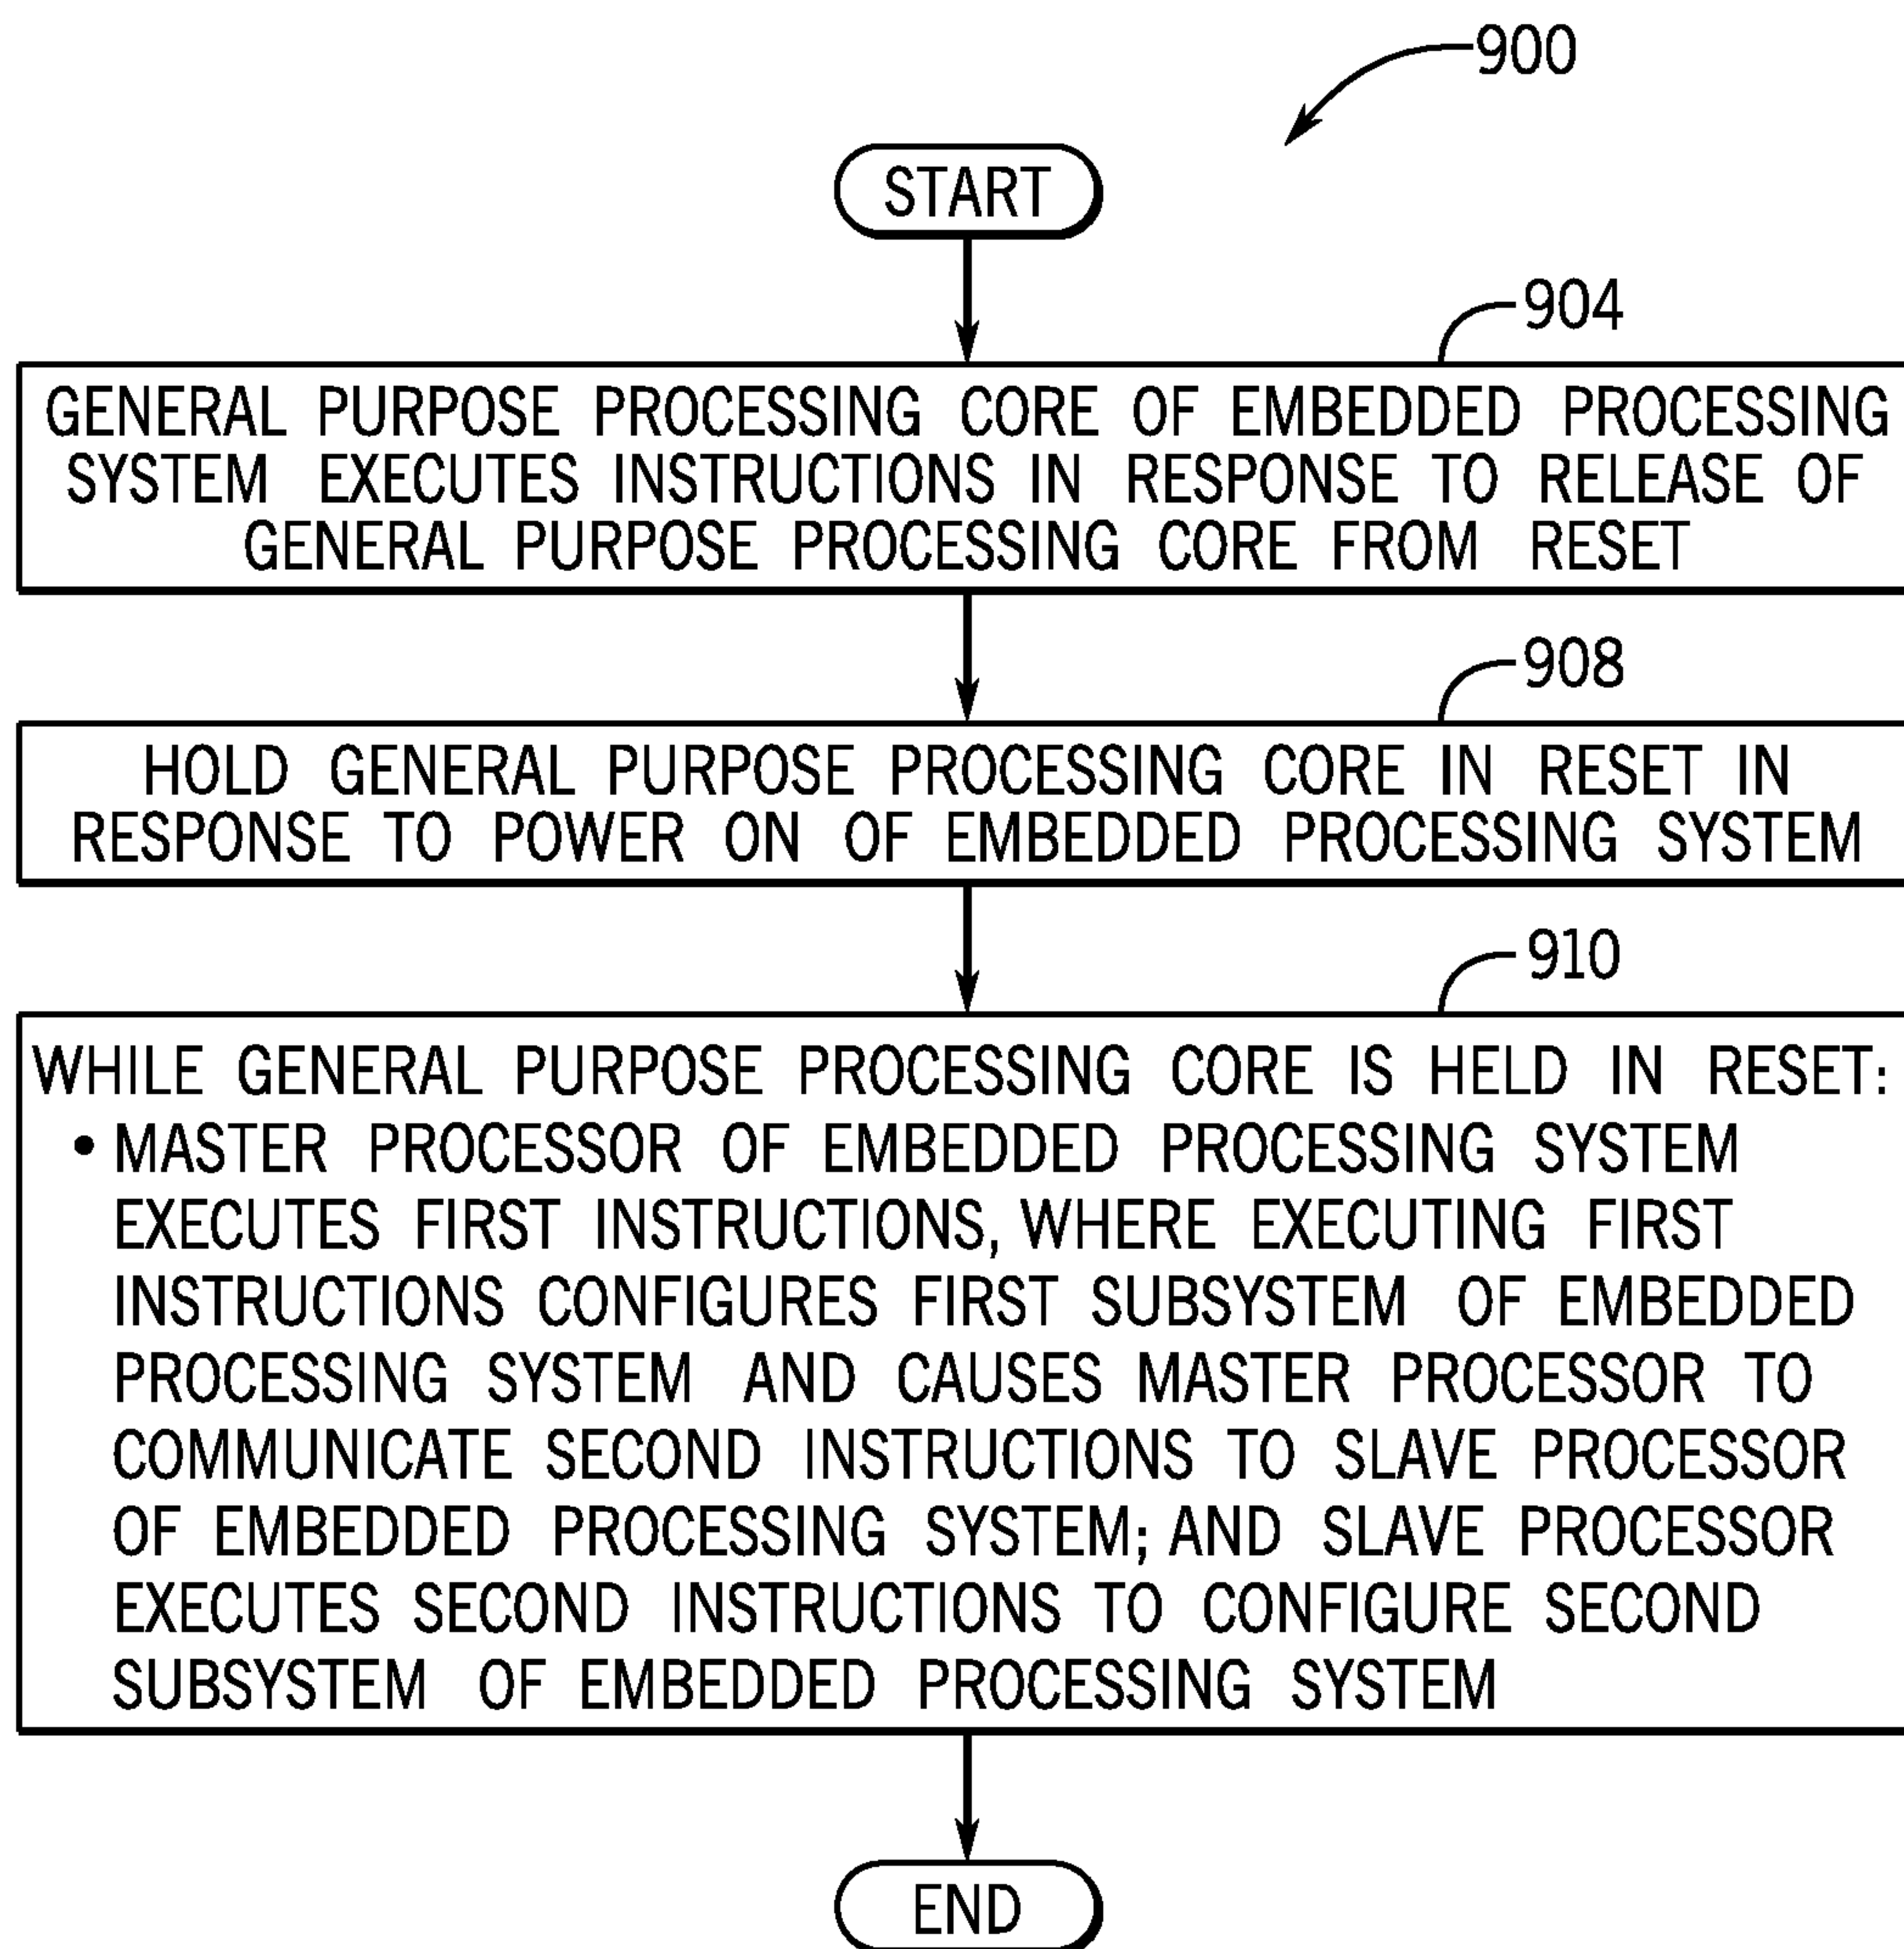 900
START
904
GENERAL PURPOSE PROCESSING CORE OF EMBEDDED PROCESSING
SYSTEM EXECUTES INSTRUCTIONS IN RESPONSE TO RELEASE OF
GENERAL PURPOSE PROCESSING CORE FROM RESET
908
HOLD GENERAL PURPOSE PROCESSING CORE IN RESET IN
RESPONSE TO POWER ON OF EMBEDDED PROCESSING SYSTEM
910
WHILE GENERAL PURPOSE PROCESSING CORE IS HELD IN RESET:
• MASTER PROCESSOR OF EMBEDDED PROCESSING SYSTEM
EXECUTES FIRST INSTRUCTIONS, WHERE EXECUTING FIRST
INSTRUCTIONS CONFIGURES FIRST SUBSYSTEM OF EMBEDDED
PROCESSING SYSTEM AND CAUSES MASTER PROCESSOR TO
COMMUNICATE SECOND INSTRUCTIONS TO SLAVE PROCESSOR
OF EMBEDDED PROCESSING SYSTEM; AND SLAVE PROCESSOR
EXECUTES SECOND INSTRUCTIONS TO CONFIGURE SECOND
SUBSYSTEM OF EMBEDDED PROCESSING SYSTEM
END